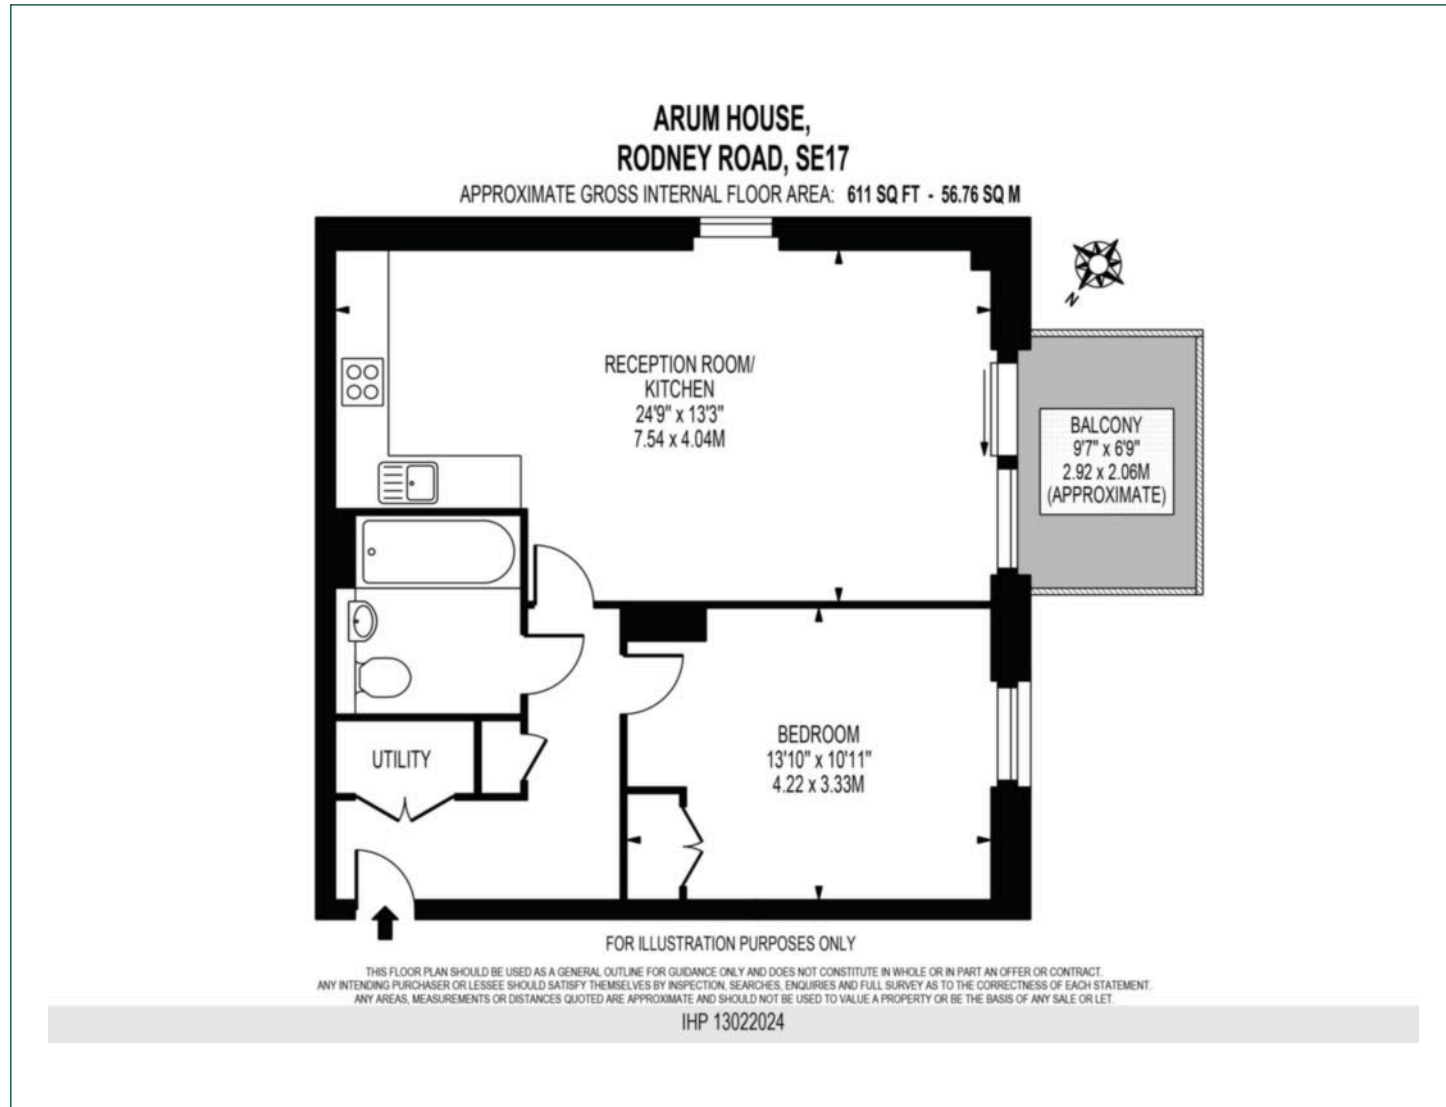 ARUM HOUSE,
RODNEY ROAD, SE17
APPROXIMATE GROSS INTERNAL FLOOR AREA: 611 SQ FT - 56.76 SQ M
N
RECEPTION ROOM/
KITCHEN
24'9" x 13'3"
7.54 x 4.04M
BALCONY
9'7" x 6'9"
2.92 x 2.06M
(APPROXIMATE)
UTILITY
BEDROOM
13'10" x 10'11"
4.22 x 3.33M
FOR ILLUSTRATION PURPOSES ONLY
THIS FLOOR PLAN SHOULD BE USED AS A GENERAL OUTLINE FOR GUIDANCE ONLY AND DOES NOT CONSTITUTE IN WHOLE OR IN PART AN OFFER OR CONTRACT.
ANY INTENDING PURCHASER OR LESSEE SHOULD SATISFY THEMSELVES BY INSPECTION, SEARCHES, ENQUIRIES AND FULL SURVEY AS TO THE CORRECTNESS OF EACH STATEMENT.
ANY AREAS, MEASUREMENTS OR DISTANCES QUOTED ARE APPROXIMATE AND SHOULD NOT BE USED TO VALUE A PROPERTY OR BE THE BASIS OF ANY SALE OR LET.
IHP 13022024